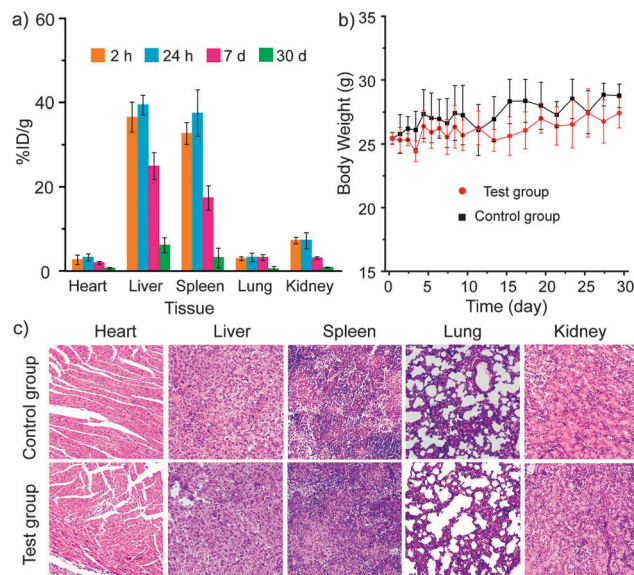 a)
60
40
20
0
%ID/g
2 h 24 h 7 d 30 d
Heart Liver Spleen Lung Kidney
Tissue
b)
35
30
25
20
15
Body Weight (g)
Test group
Control group
0 5 10 15 20 25 30
Time (day)
c)
Heart Liver Spleen Lung Kidney
Control group
Test group